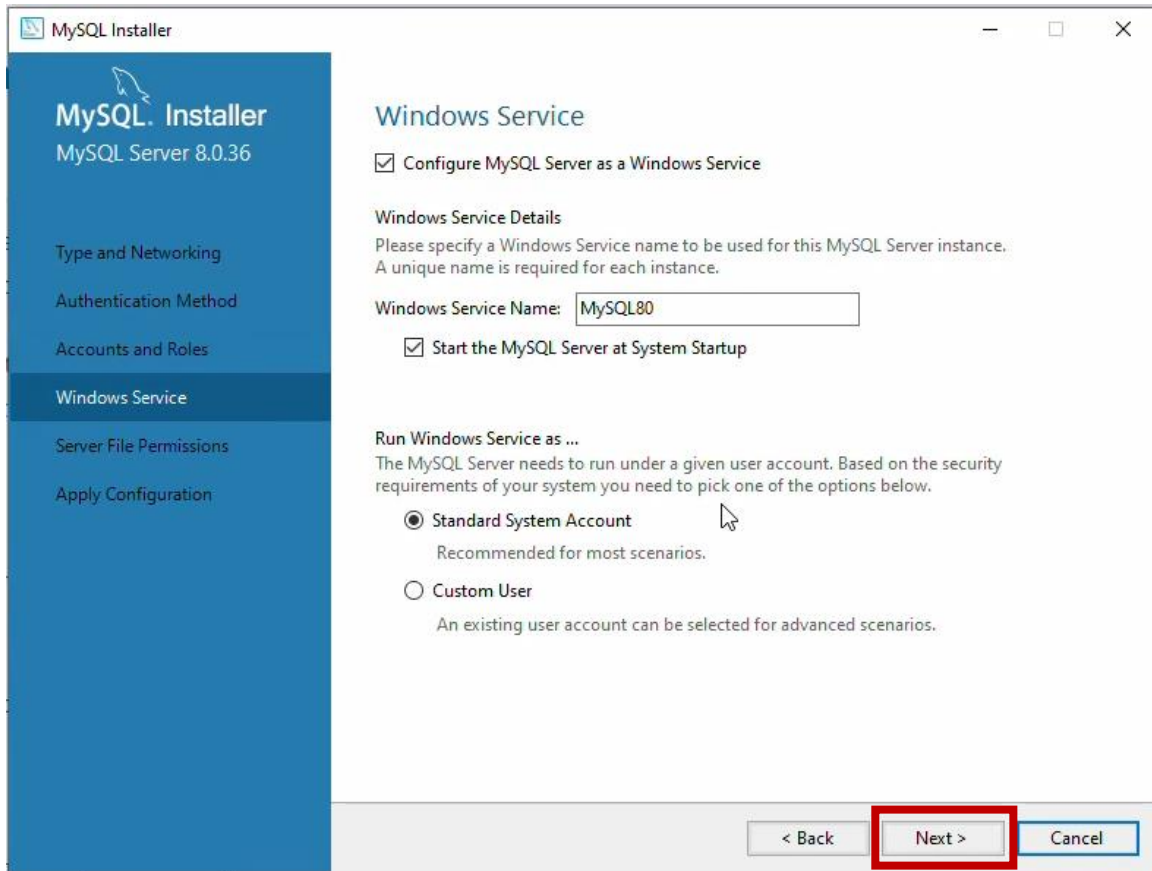 MySQL Installer
MySQL. Installer
MySQL Server 8.0.36
Type and Networking
Authentication Method
Accounts and Roles
Windows Service
Server File Permissions
Apply Configuration
Windows Service
Configure MySQL Server as a Windows Service
Windows Service Details
Please specify a Windows Service name to be used for this MySQL Server instance.
A unique name is required for each instance.
Windows Service Name: MySQL80
Start the MySQL Server at System Startup
Run Windows Service as ...
The MySQL Server needs to run under a given user account. Based on the security
requirements of your system you need to pick one of the options below.
Standard System Account
Recommended for most scenarios.
Custom User
An existing user account can be selected for advanced scenarios.
< Back Next > Cancel